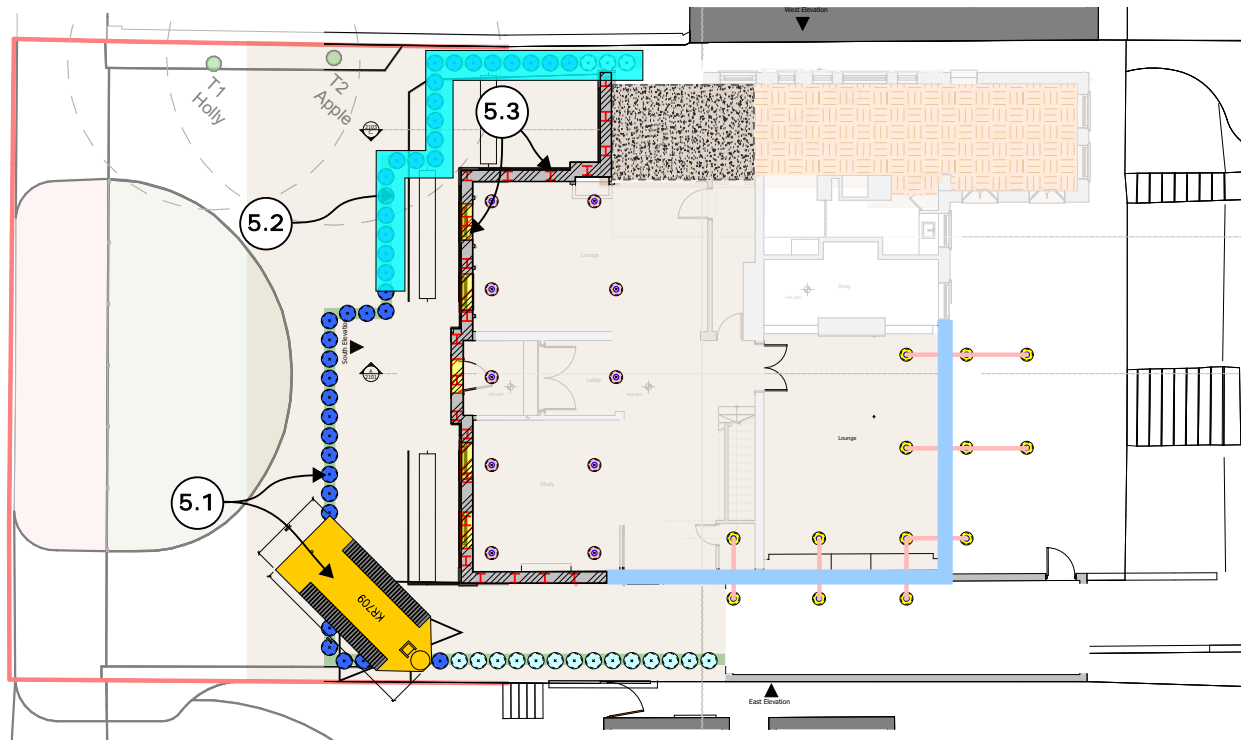 West Elevation
T1
Holly
T2
Apple
5.3
5.2
Lounge
Snug
South Elevation
A
Lobby
Lounge
5.1
Study
KR709
East Elevation